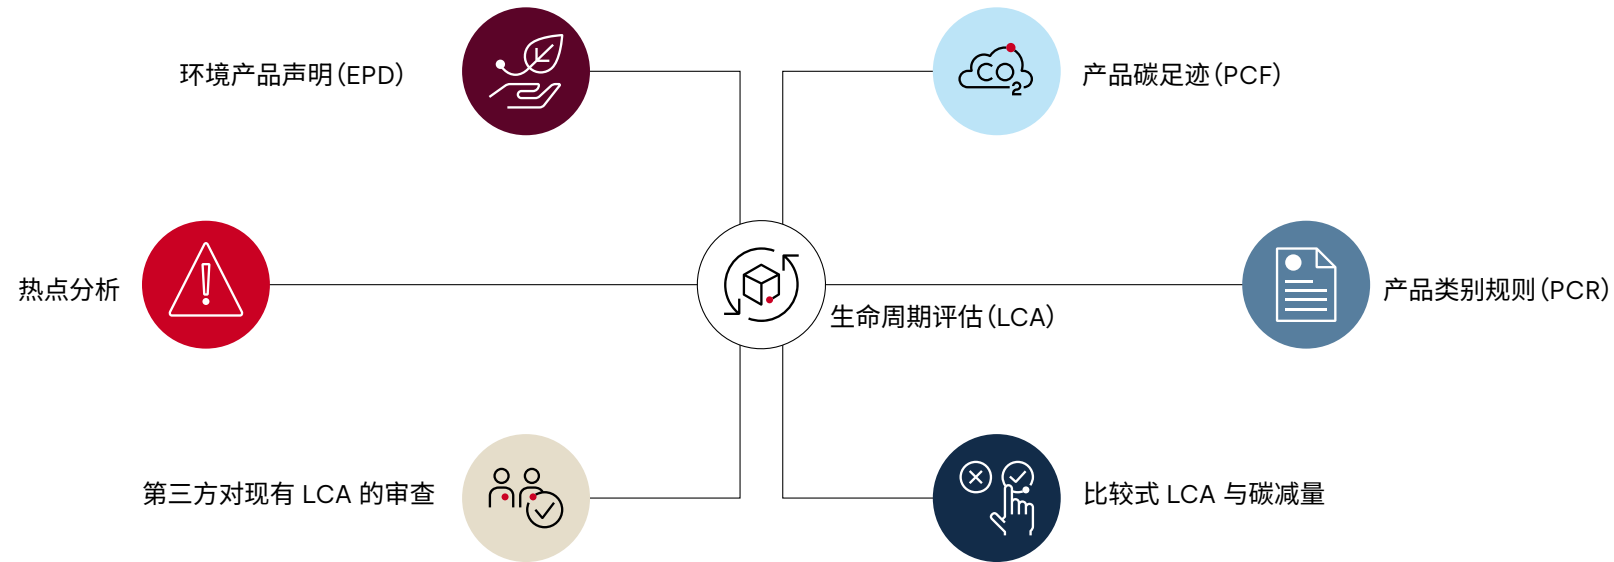 环境产品声明（EPD）
产品碳足迹（PCF）
CO2
热点分析
生命周期评估（LCA）
产品类别规则（PCR）
第三方对现有 LCA 的审查
比较式 LCA 与碳减量